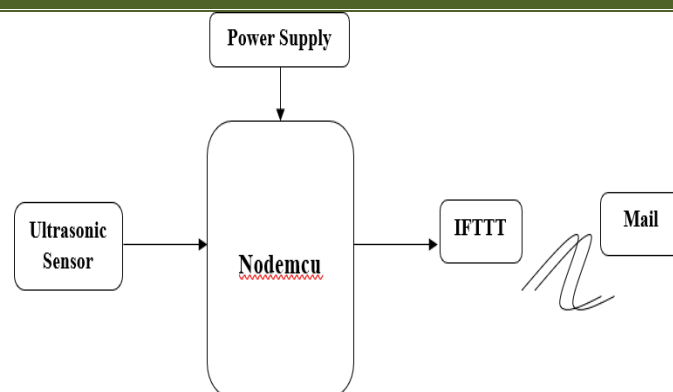 Power Supply
Ultrasonic
Sensor
Nodemcu
IFTTT
Mail